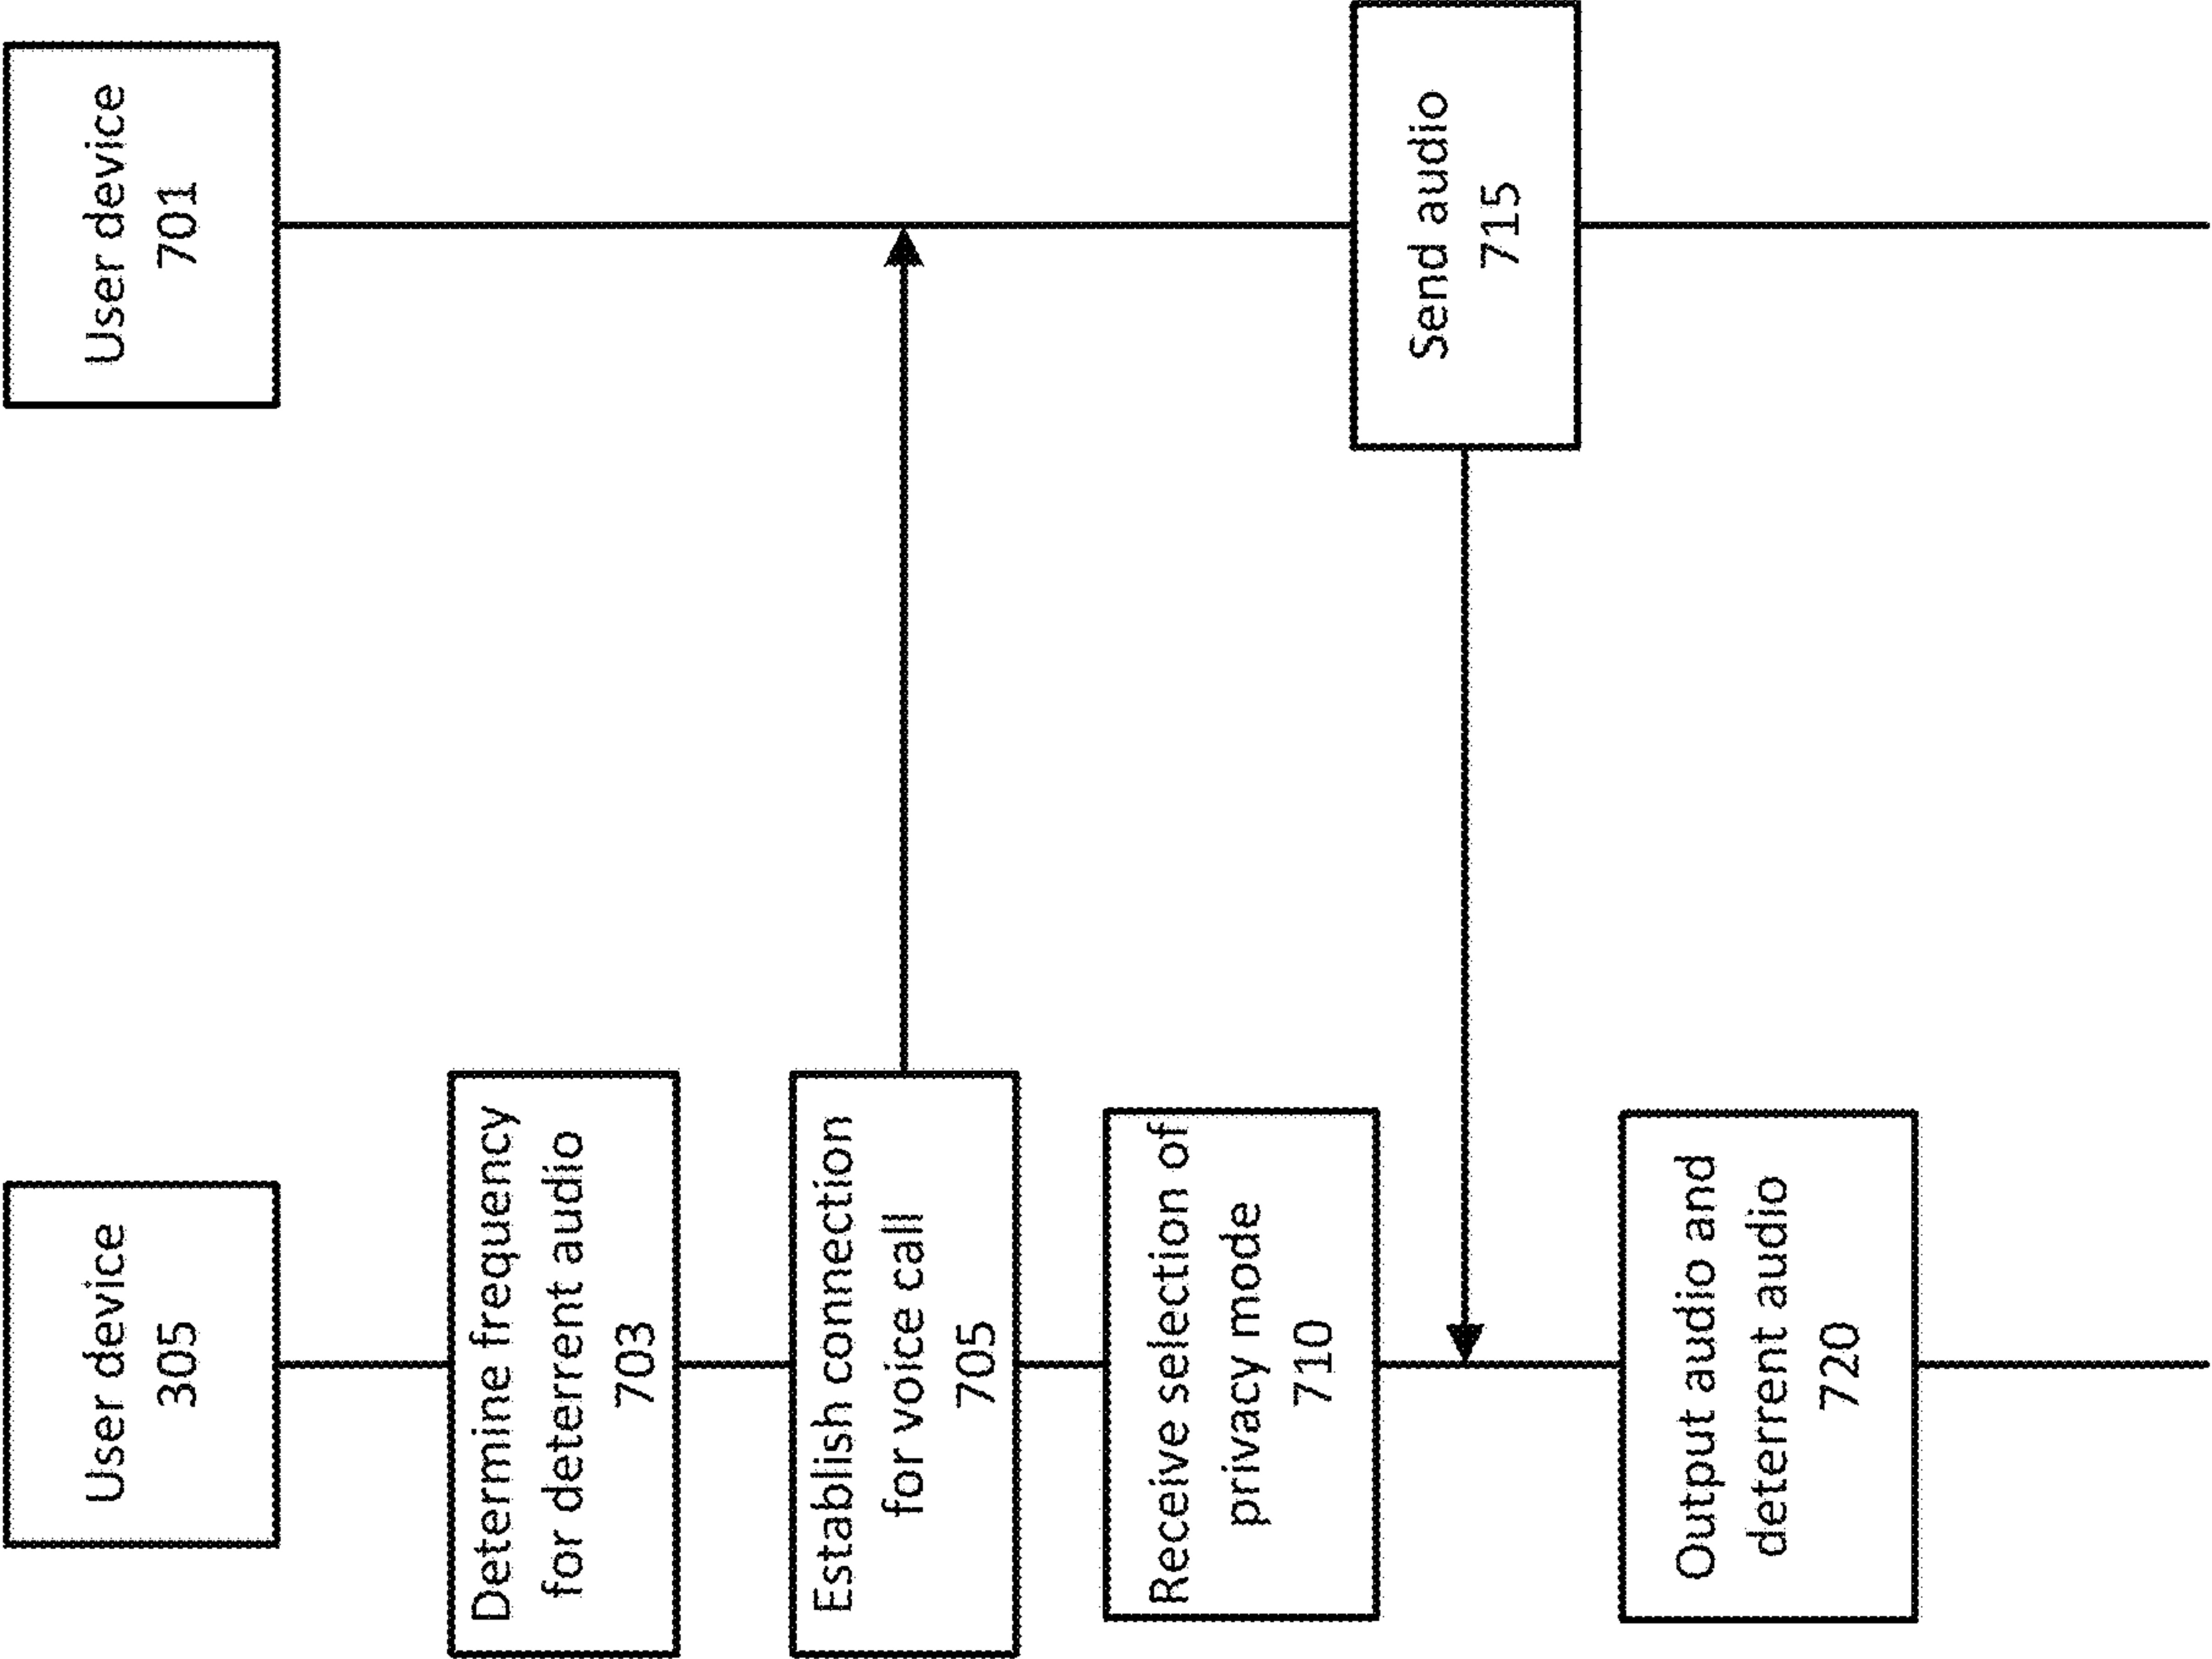 User device
305
User device
701
Determine frequency
for deterrent audio
703
Establish connection
for voice call
705
Receive selection of
privacy mode
710
Send audio
715
Output audio and
deterrent audio
720